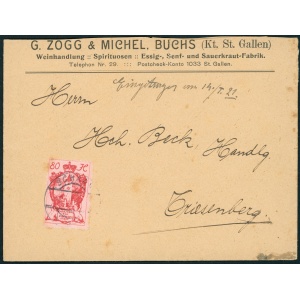 G. ZOGG & MICHEL, BUCHS (Kt. St. Gallen)
Weinhandlung :: Spirituosen :: Essig-, Senf- und Sauerkraut-Fabrik.
Telephon Nr. 29. Postcheck-Konto 1033 St. Gallen.
Herrn
Hch. Beck Handlg
Triesenberg.
80 H